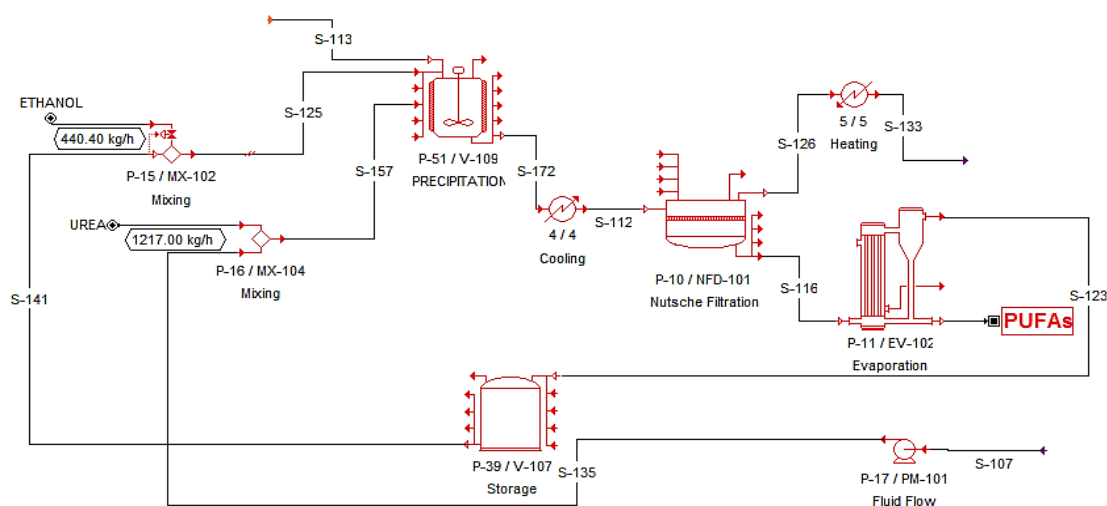 S-113
ETHANOL
440.40 kg/h
S-125
P-15 / MX-102
Mixing
UREA
1217.00 kg/h
P-16 / MX-104
Mixing
S-141
S-157
P-51 / V-109
PRECIPITATION
S-172
4 / 4
Cooling
S-112
P-10 / NFD-101
Nutsche Filtration
S-126
5 / 5
Heating
S-133
S-116
P-11 / EV-102
Evaporation
PUFAs
S-123
P-39 / V-107
Storage
S-135
P-17 / PM-101
Fluid Flow
S-107